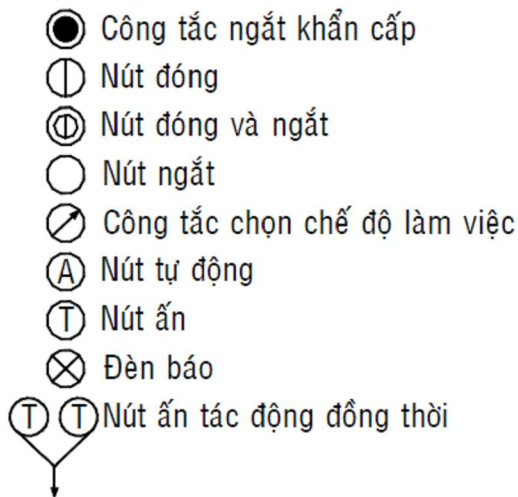 Công tắc ngắt khẩn cấp
Nút đóng
Nút đóng và ngắt
Nút ngắt
Công tắc chọn chế độ làm việc
A Nút tự động
T Nút ấn
Đèn báo
T T Nút ấn tác động đồng thời